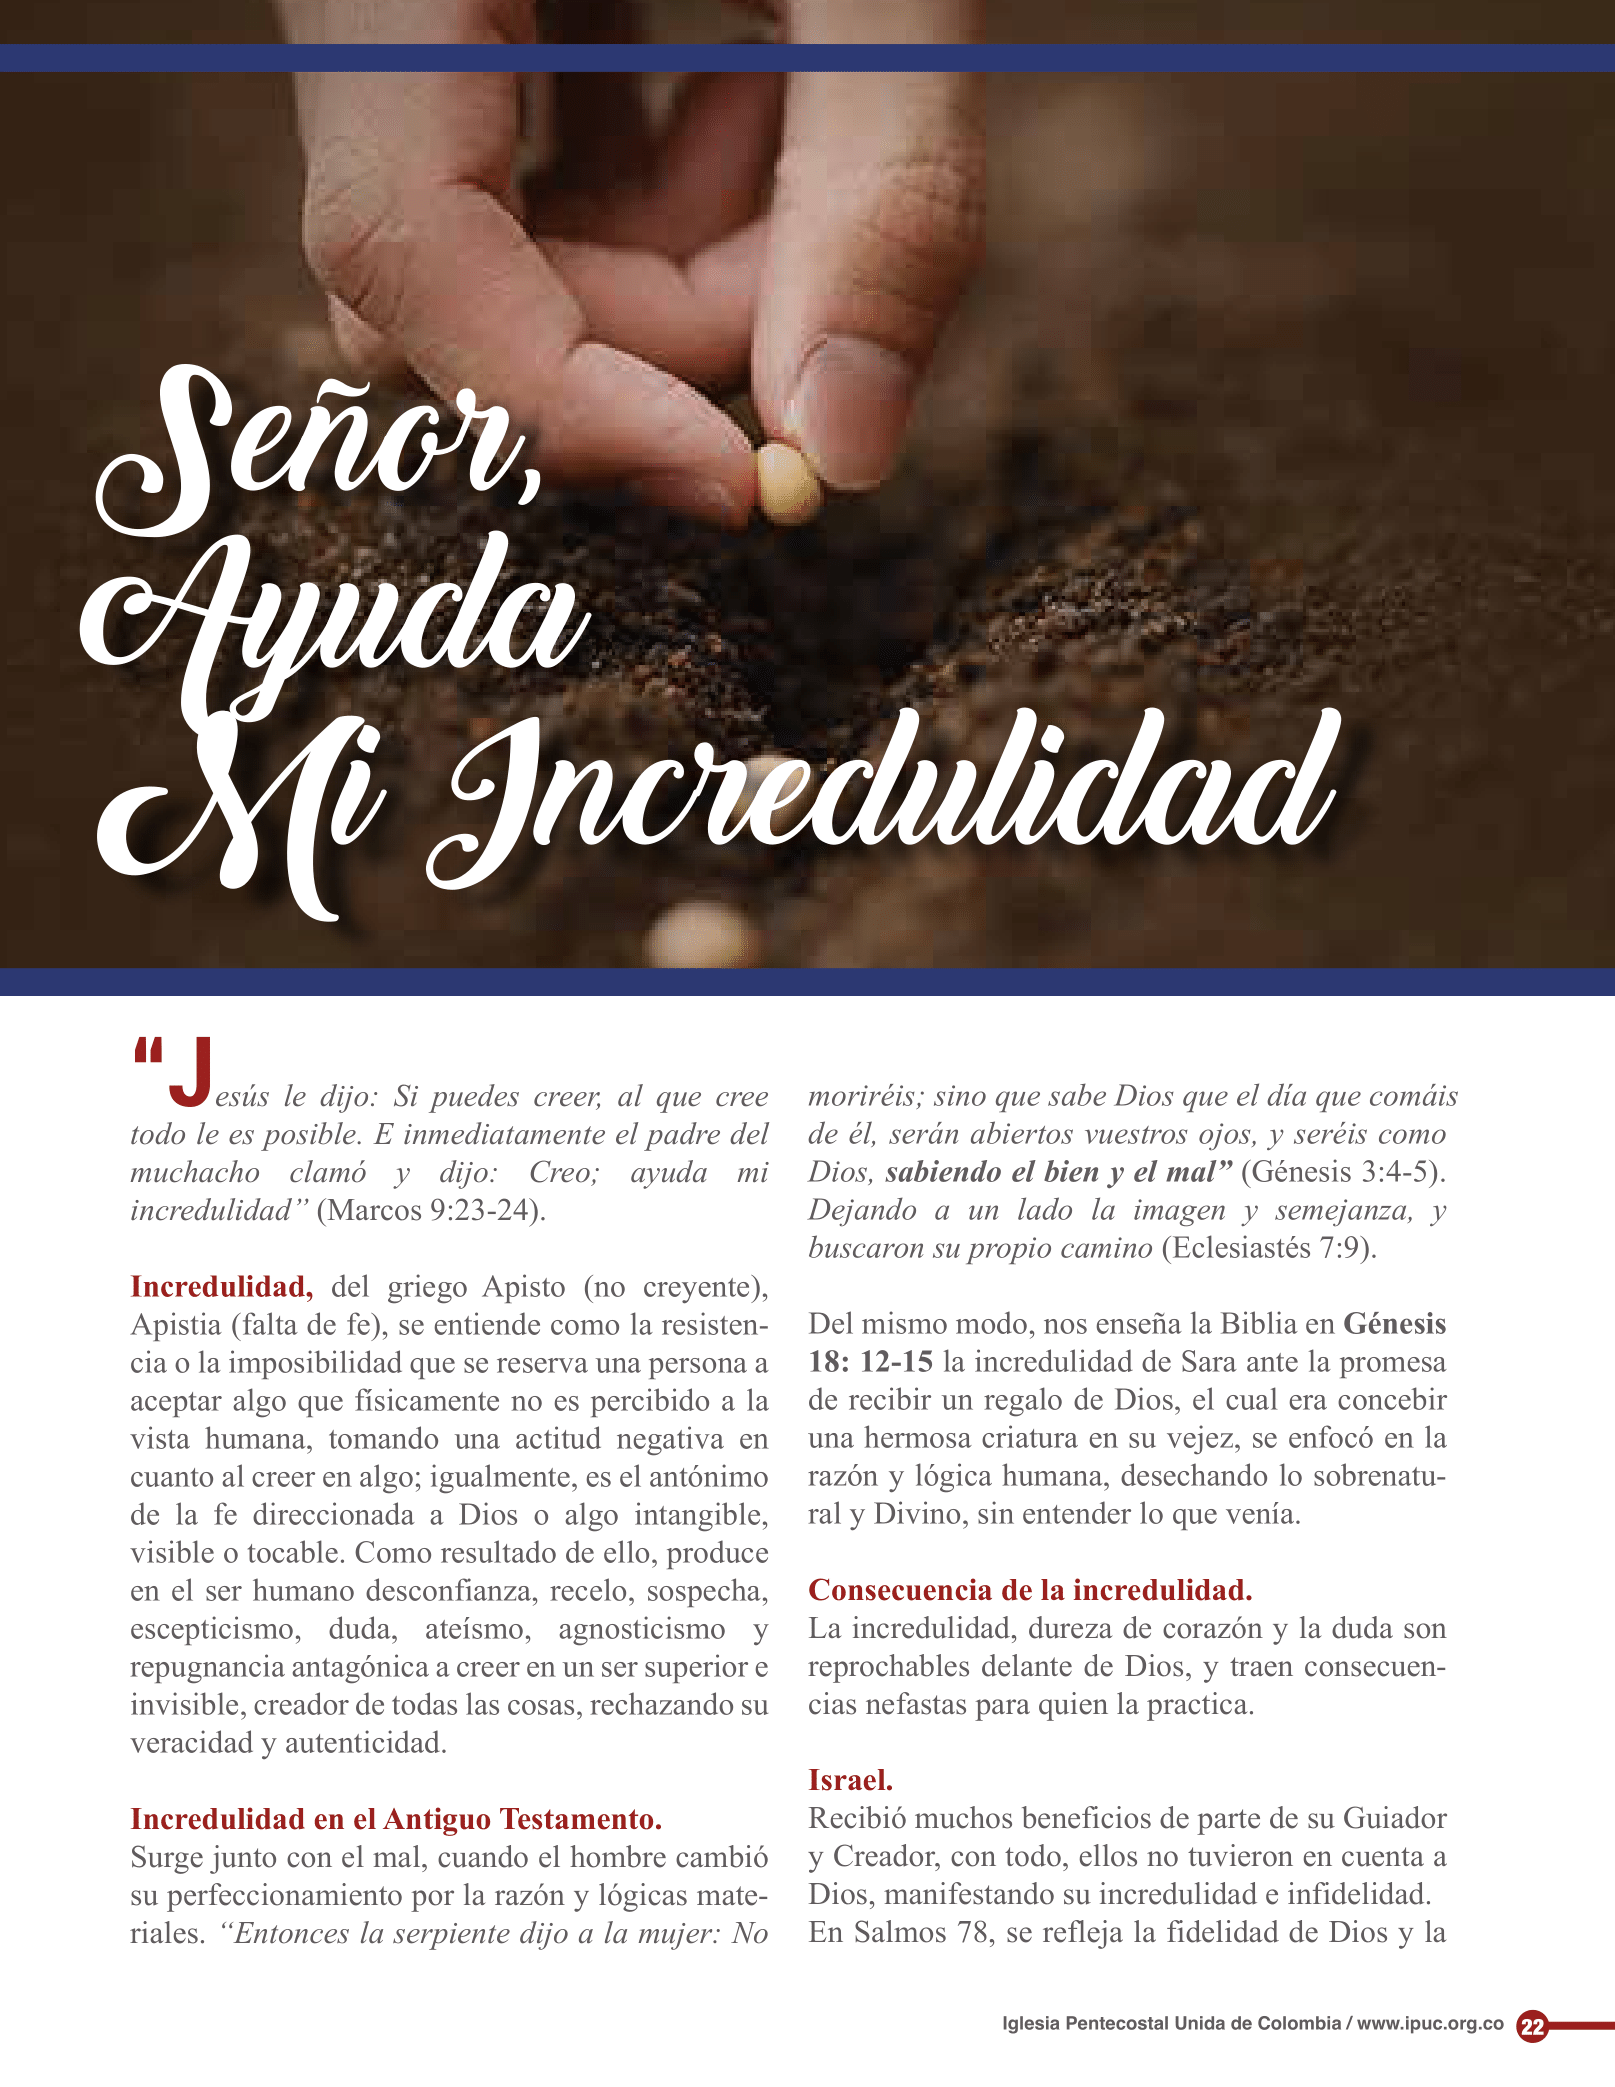 Señor,
Ayuda
Mi Incredulidad
“Jesús le dijo: Si puedes creer, al que cree
todo le es posible. E inmediatamente el padre del
muchacho clamó y dijo: Creo; ayuda mi
incredulidad” (Marcos 9:23-24).
Incredulidad, del griego Apisto (no creyente),
Apistia (falta de fe), se entiende como la resisten-
cia o la imposibilidad que se reserva una persona a
aceptar algo que físicamente no es percibido a la
vista humana, tomando una actitud negativa en
cuanto al creer en algo; igualmente, es el antónimo
de la fe direccionada a Dios o algo intangible,
visible o tocable. Como resultado de ello, produce
en el ser humano desconfianza, recelo, sospecha,
escepticismo, duda, ateísmo, agnosticismo y
repugnancia antagónica a creer en un ser superior e
invisible, creador de todas las cosas, rechazando su
veracidad y autenticidad.
Incredulidad en el Antiguo Testamento.
Surge junto con el mal, cuando el hombre cambió
su perfeccionamiento por la razón y lógicas mate-
riales. “Entonces la serpiente dijo a la mujer: No
moriréis; sino que sabe Dios que el día que comáis
de él, serán abiertos vuestros ojos, y seréis como
Dios, sabiendo el bien y el mal” (Génesis 3:4-5).
Dejando a un lado la imagen y semejanza, y
buscaron su propio camino (Eclesiastés 7:9).
Del mismo modo, nos enseña la Biblia en Génesis
18: 12-15 la incredulidad de Sara ante la promesa
de recibir un regalo de Dios, el cual era concebir
una hermosa criatura en su vejez, se enfocó en la
razón y lógica humana, desechando lo sobrenatu-
ral y Divino, sin entender lo que venía.
Consecuencia de la incredulidad.
La incredulidad, dureza de corazón y la duda son
reprochables delante de Dios, y traen consecuen-
cias nefastas para quien la practica.
Israel.
Recibió muchos beneficios de parte de su Guiador
y Creador, con todo, ellos no tuvieron en cuenta a
Dios, manifestando su incredulidad e infidelidad.
En Salmos 78, se refleja la fidelidad de Dios y la
Iglesia Pentecostal Unida de Colombia / www.ipuc.org.co 22